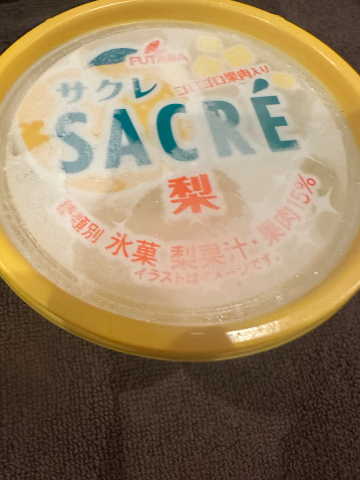 FUTABA
サクレ
ゴロゴロ果肉入り
SACRÉ
梨
種類別 氷菓 梨果汁・果肉15%
イラストはイメージです。